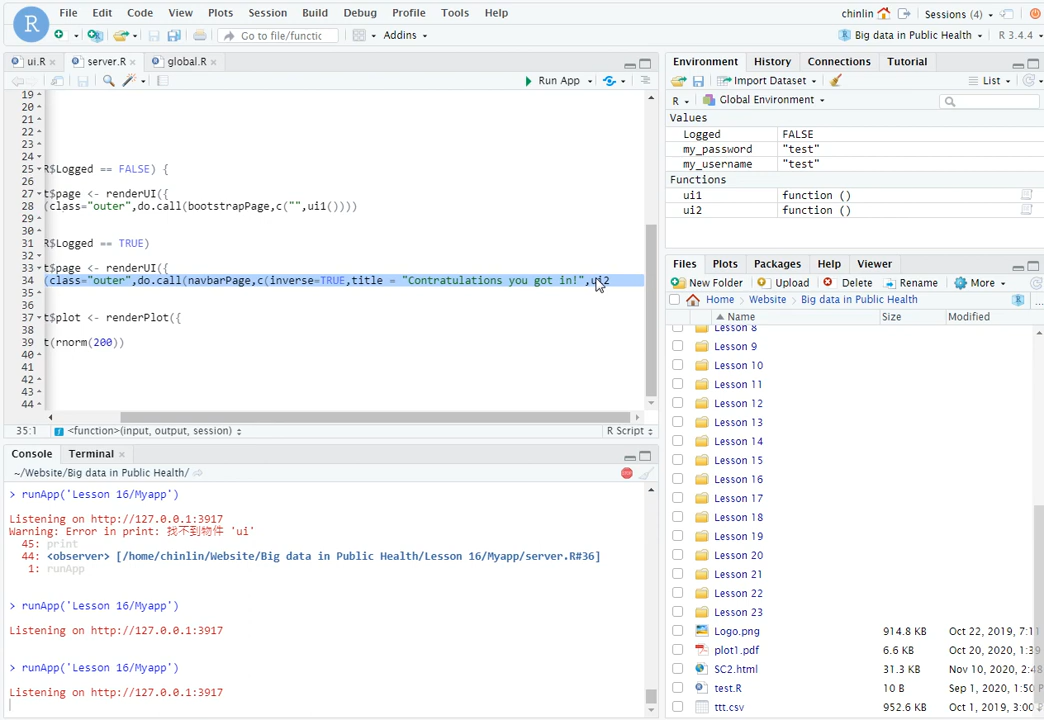 File Edit Code View Plots Session Build Debug Profile Tools Help
chinlin Sessions (4)
Go to file/functic Addins
Big data in Public Health R 3.4.4
ui.R server.R global.R
Run App
19
20
21
22
23
24
25 R$Logged == FALSE) {
26
27 t$page <- renderUI({
28 (class="outer",do.call(bootstrapPage,c("",ui1())))
29
30
31 R$Logged == TRUE)
32
33 t$page <- renderUI({
34 (class="outer",do.call(navbarPage,c(inverse=TRUE,title = "Contratulations you got in!",ui2
35
36
37 t$plot <- renderPlot({
38
39 t(rnorm(200))
40
41
42
43
44
35:1 <function>(input, output, session) R Script
Console Terminal
~/Website/Big data in Public Health/
> runApp('Lesson 16/Myapp')
Listening on http://127.0.0.1:3917
Warning: Error in print: 找不到物件 'ui'
45: print
44: <observer> [/home/chinlin/Website/Big data in Public Health/Lesson 16/Myapp/server.R#36]
1: runApp
> runApp('Lesson 16/Myapp')
Listening on http://127.0.0.1:3917
> runApp('Lesson 16/Myapp')
Listening on http://127.0.0.1:3917
Environment History Connections Tutorial
Import Dataset List
R Global Environment
Values
Logged FALSE
my_password "test"
my_username "test"
Functions
ui1 function ()
ui2 function ()
Files Plots Packages Help Viewer
New Folder Upload Delete Rename More
Home Website Big data in Public Health ...
Name Size Modified
Lesson 8
Lesson 9
Lesson 10
Lesson 11
Lesson 12
Lesson 13
Lesson 14
Lesson 15
Lesson 16
Lesson 17
Lesson 18
Lesson 19
Lesson 20
Lesson 21
Lesson 22
Lesson 23
Logo.png 914.8 KB Oct 22, 2019, 7:11
plot1.pdf 6.6 KB Oct 20, 2020, 1:39
SC2.html 31.3 KB Nov 10, 2020, 2:48
test.R 10 B Sep 1, 2020, 1:50
ttt.csv 952.6 KB Oct 1, 2019, 3:00